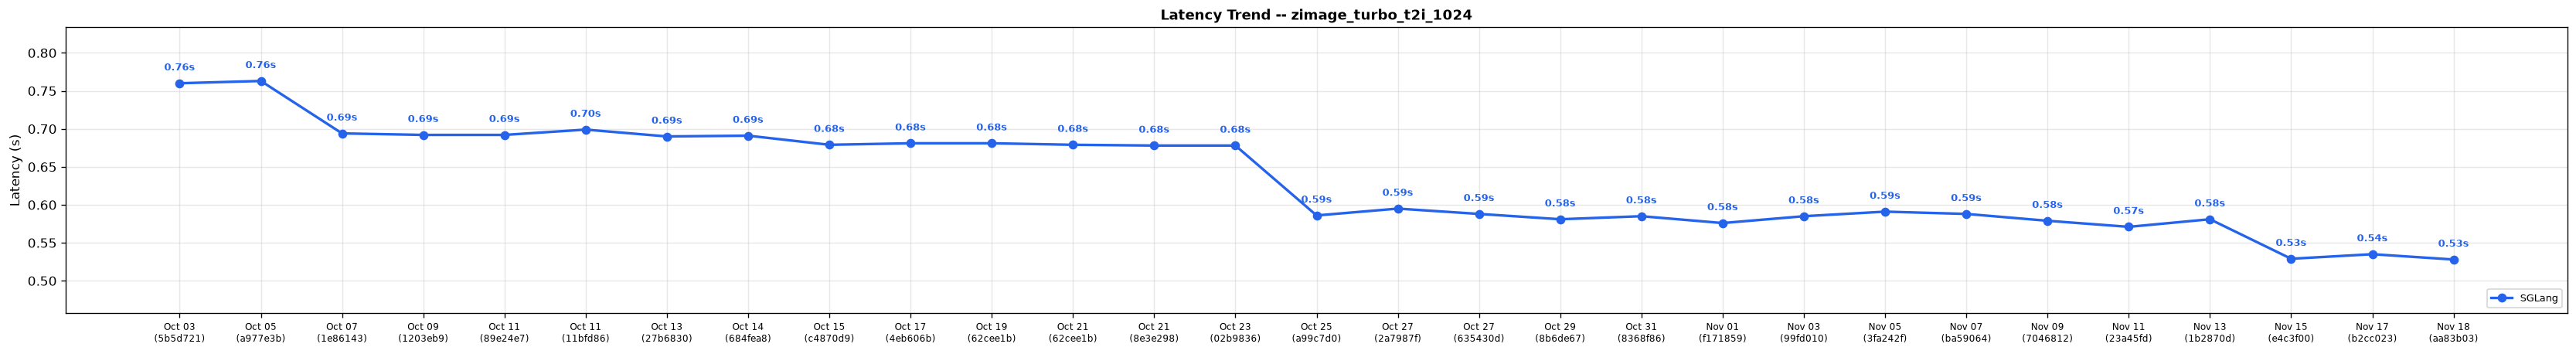 Latency Trend -- zimage_turbo_t2i_1024
Latency (s)
0.80
0.75
0.70
0.65
0.60
0.55
0.50
0.76s 0.76s 0.69s 0.69s 0.69s 0.70s 0.69s 0.69s 0.68s 0.68s 0.68s 0.68s 0.68s 0.68s 0.59s 0.59s 0.59s 0.58s 0.58s 0.58s 0.58s 0.59s 0.59s 0.58s 0.57s 0.58s 0.53s 0.54s 0.53s
SGLang
Oct 03 Oct 05 Oct 07 Oct 09 Oct 11 Oct 11 Oct 13 Oct 14 Oct 15 Oct 17 Oct 19 Oct 21 Oct 21 Oct 23 Oct 25 Oct 27 Oct 27 Oct 29 Oct 31 Nov 01 Nov 03 Nov 05 Nov 07 Nov 09 Nov 11 Nov 13 Nov 15 Nov 17 Nov 18
(5b5d721) (a977e3b) (1e86143) (1203eb9) (89e24e7) (11bfd86) (27b6830) (684fea8) (c4870d9) (4eb606b) (62cee1b) (62cee1b) (8e3e298) (02b9836) (a99c7d0) (2a7987f) (635430d) (8b6de67) (8368f86) (f171859) (99fd010) (3fa242f) (ba59064) (7046812) (23a45fd) (1b2870d) (e4c3f00) (b2cc023) (aa83b03)